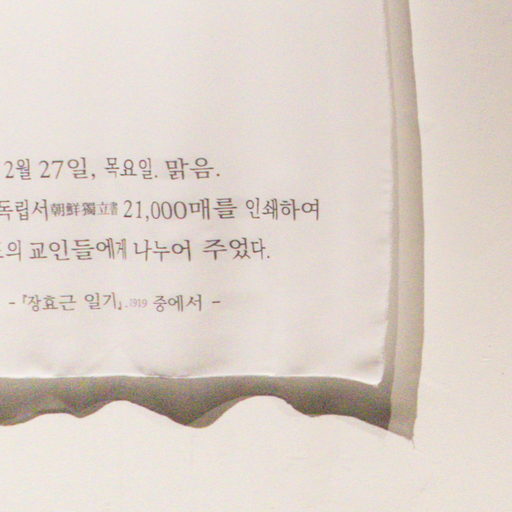 2월 27일, 목요일. 맑음.
독립서朝鮮獨立書 21,000매를 인쇄하여
의 교인들에게 나누어 주었다.
-『장효근 일기』, 1919 중에서 -